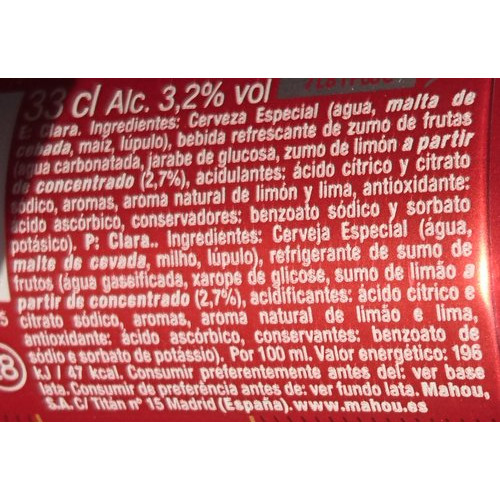 33 cl Alc. 3,2% vol
E: Clara. Ingredientes: Cerveza Especial (agua, malta de
cebada, maíz, lúpulo), bebida refrescante de zumo de frutas
(agua carbonatada, jarabe de glucosa, zumo de limón a partir
de concentrado (2,7%), acidulantes: ácido cítrico y citrato
sódico, aromas, aroma natural de limón y lima, antioxidante:
ácido ascórbico, conservadores: benzoato sódico y sorbato
potásico). P: Clara.. Ingredientes: Cerveja Especial (água,
malte de cevada, milho, lúpulo), refrigerante de sumo de
frutos (água gaseificada, xarope de glicose, sumo de limão a
partir de concentrado (2,7%), acidificantes: ácido cítrico e
citrato sódico, aromas, aroma natural de limão e lima,
antioxidante: ácido ascórbico, conservantes: benzoato de
sódio e sorbato de potássio). Por 100 ml. Valor energético: 196
kJ / 47 kcal. Consumir preferentemente antes del: ver base
lata. Consumir de preferência antes de: ver fundo lata. Mahou,
S.A. C/ Titán nº 15 Madrid (España). www.mahou.es